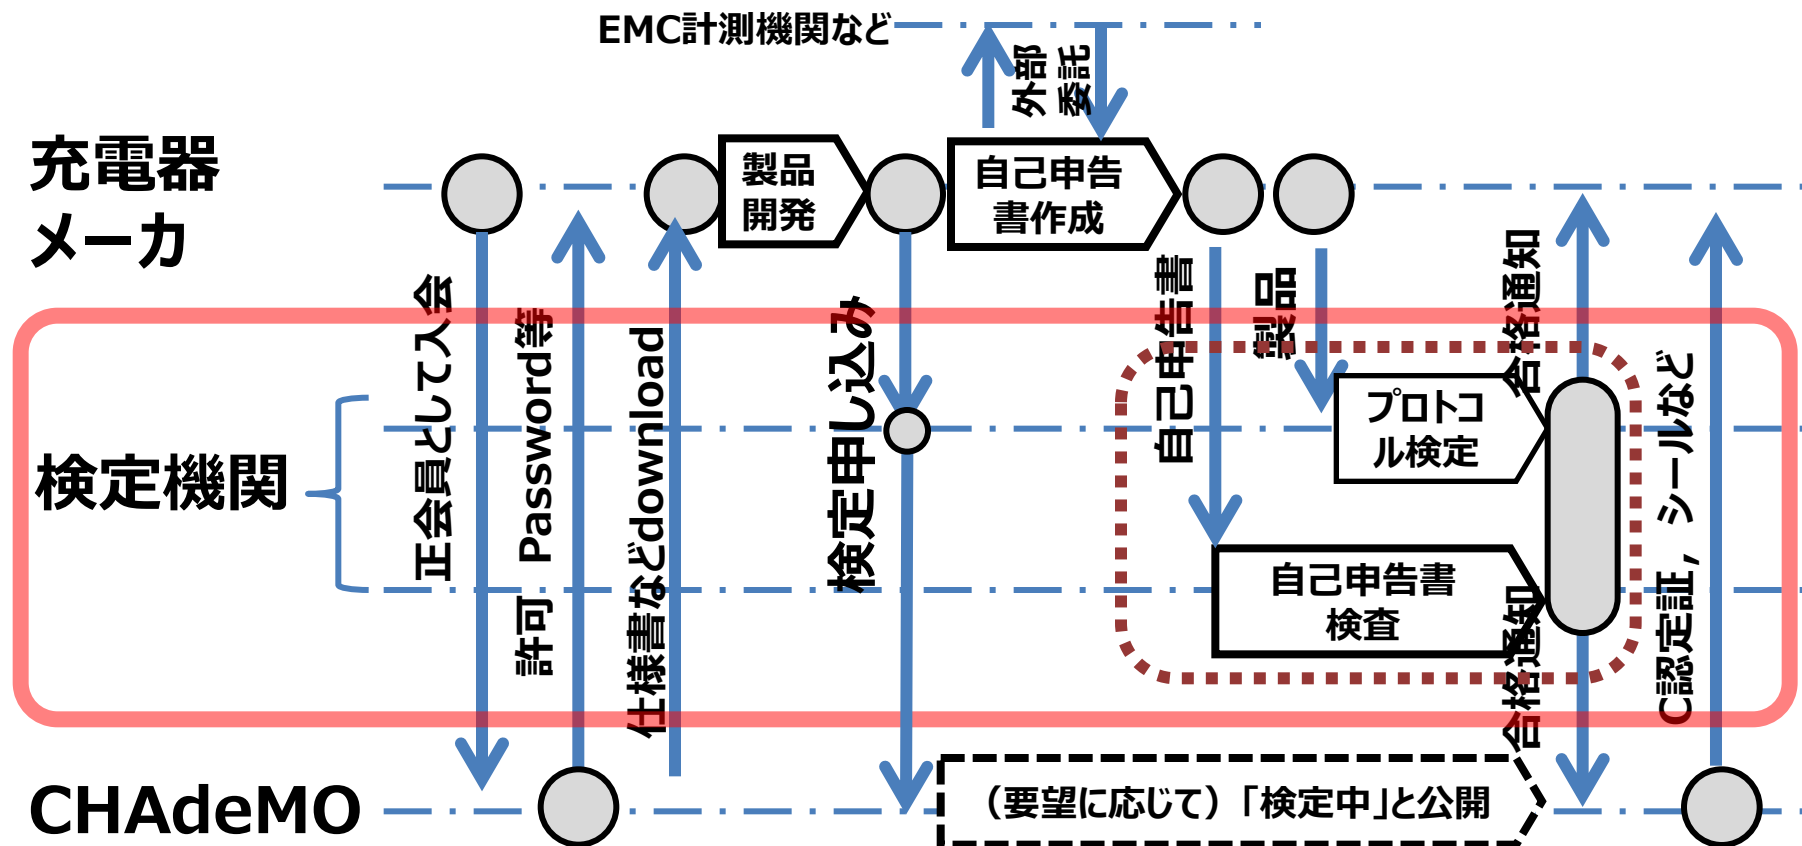 EMC計測機関など
外部
委託
充電器
メーカ
製品
開発
自己申告
書作成
正会員として入会
許可 Password等
仕様書などdownload
検定申し込み
自己申告書
製品
合格通知
検定機関
プロトコ
ル検定
自己申告書
検査
合格通知
C認定証, シールなど
CHAdeMO
（要望に応じて）「検定中」と公開